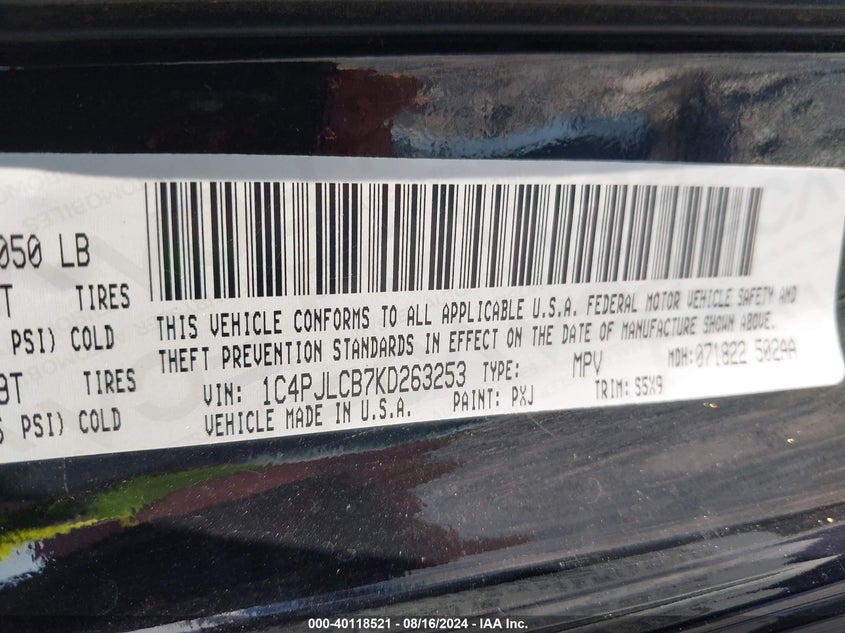 050 LB
T TIRES
PSI) COLD
BT TIRES
PSI) COLD
THIS VEHICLE CONFORMS TO ALL APPLICABLE U.S.A. FEDERAL MOTOR VEHICLE SAFETY AND
THEFT PREVENTION STANDARDS IN EFFECT ON THE DATE OF MANUFACTURE SHOWN ABOVE.
VIN: 1C4PJLCB7KD263253 TYPE: MPV MDH: 071822 5024A
VEHICLE MADE IN U.S.A. PAINT: PXJ TRIM: S5X9
000-40118521 - 08/16/2024 - IAA Inc.